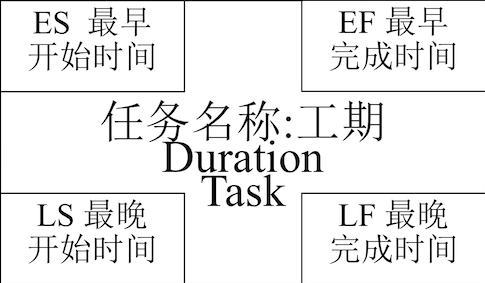 ES 最早
开始时间
EF 最早
完成时间
任务名称:工期
Duration
Task
LS 最晚
开始时间
LF 最晚
完成时间